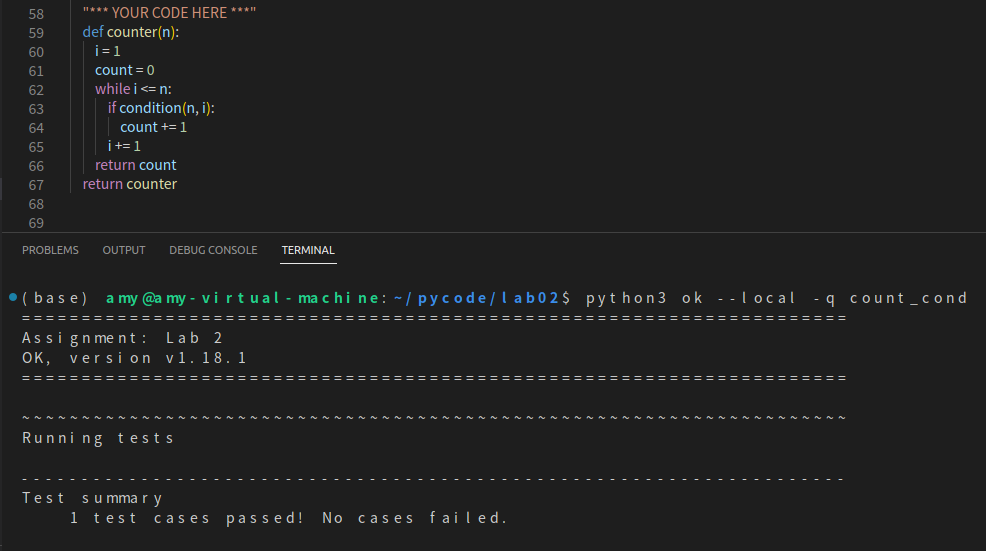 58 "*** YOUR CODE HERE ***"
59 def counter(n):
60 i = 1
61 count = 0
62 while i <= n:
63 if condition(n, i):
64 count += 1
65 i += 1
66 return count
67 return counter
68
69
PROBLEMS OUTPUT DEBUG CONSOLE TERMINAL
(base) amy@amy-virtual-machine:~/pycode/lab02$ python3 ok --local -q count_cond
=====================================================================
Assignment: Lab 2
OK, version v1.18.1
=====================================================================
~~~~~~~~~~~~~~~~~~~~~~~~~~~~~~~~~~~~~~~~~~~~~~~~~~~~~~~~~~~~~~~~~~~~~
Running tests
---------------------------------------------------------------------
Test summary
1 test cases passed! No cases failed.